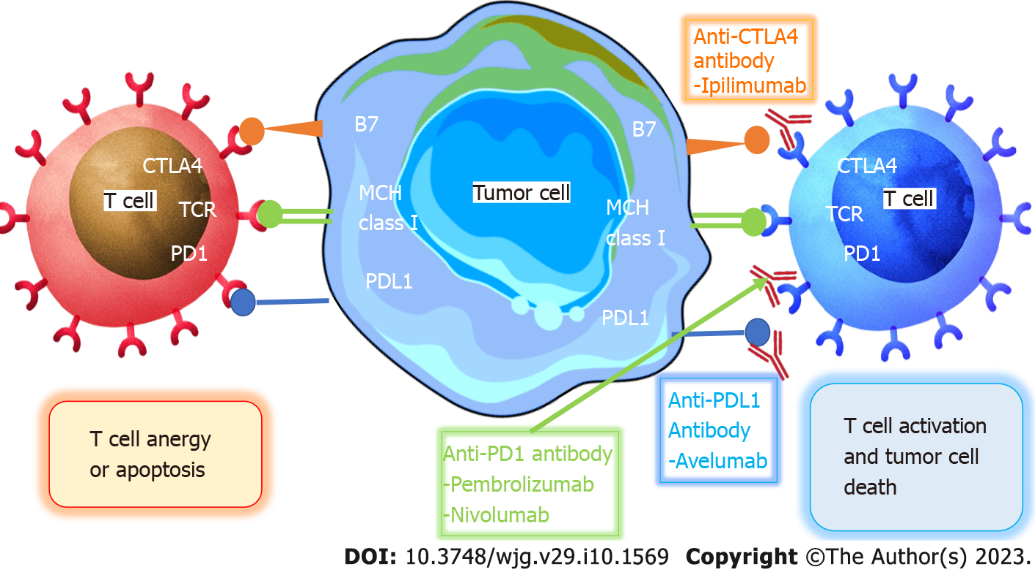 Anti-CTLA4
antibody
-Ipilimumab
B7
CTLA4
T cell
TCR
PD1
MCH
class I
PDL1
Tumor cell
B7
MCH
class I
PDL1
CTLA4
T cell
TCR
PD1
T cell anergy
or apoptosis
Anti-PD1 antibody
-Pembrolizumab
-Nivolumab
Anti-PDL1
Antibody
-Avelumab
T cell activation
and tumor cell
death
DOI: 10.3748/wjg.v29.i10.1569 Copyright ©The Author(s) 2023.